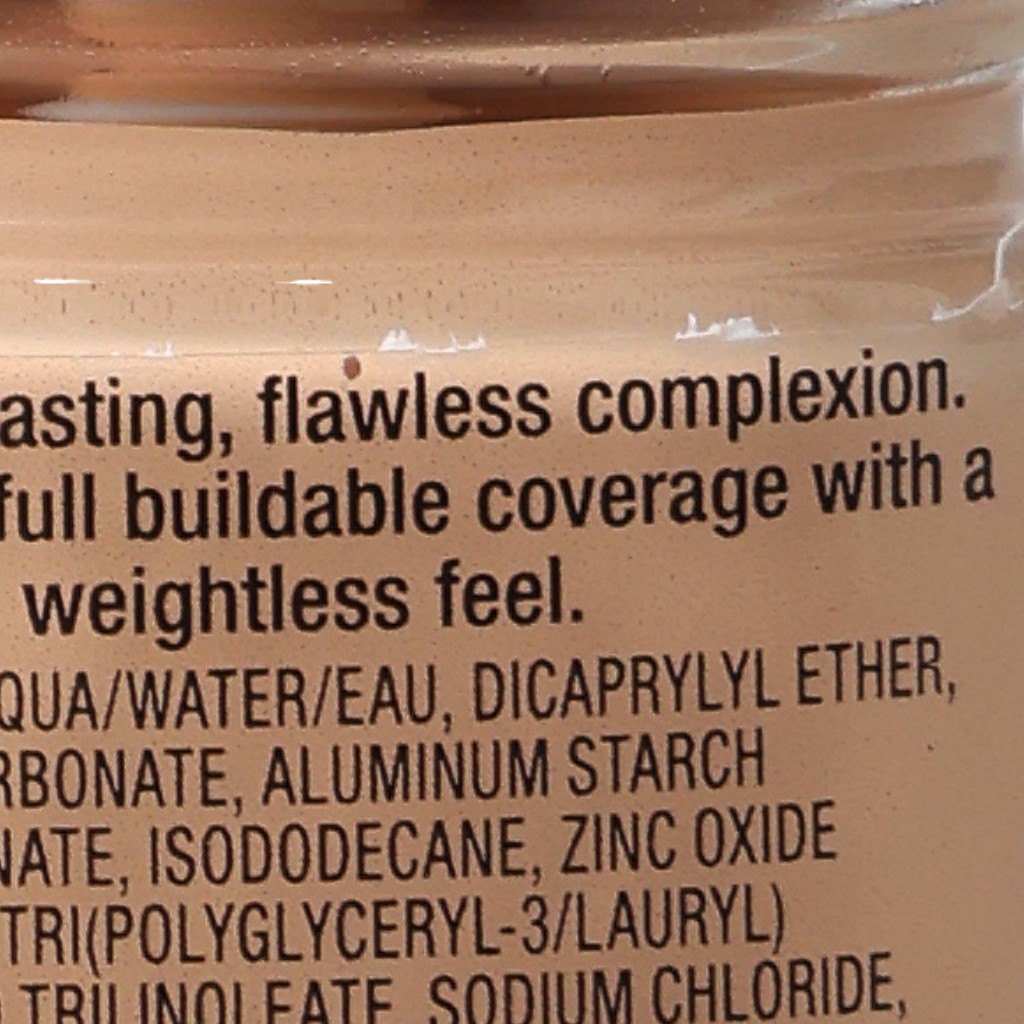 asting, flawless complexion.
full buildable coverage with a
weightless feel.
QUA/WATER/EAU, DICAPRYLYL ETHER,
RBONATE, ALUMINUM STARCH
NATE, ISODODECANE, ZINC OXIDE
TRI(POLYGLYCERYL-3/LAURYL)
TRILINOLEATE, SODIUM CHLORIDE,